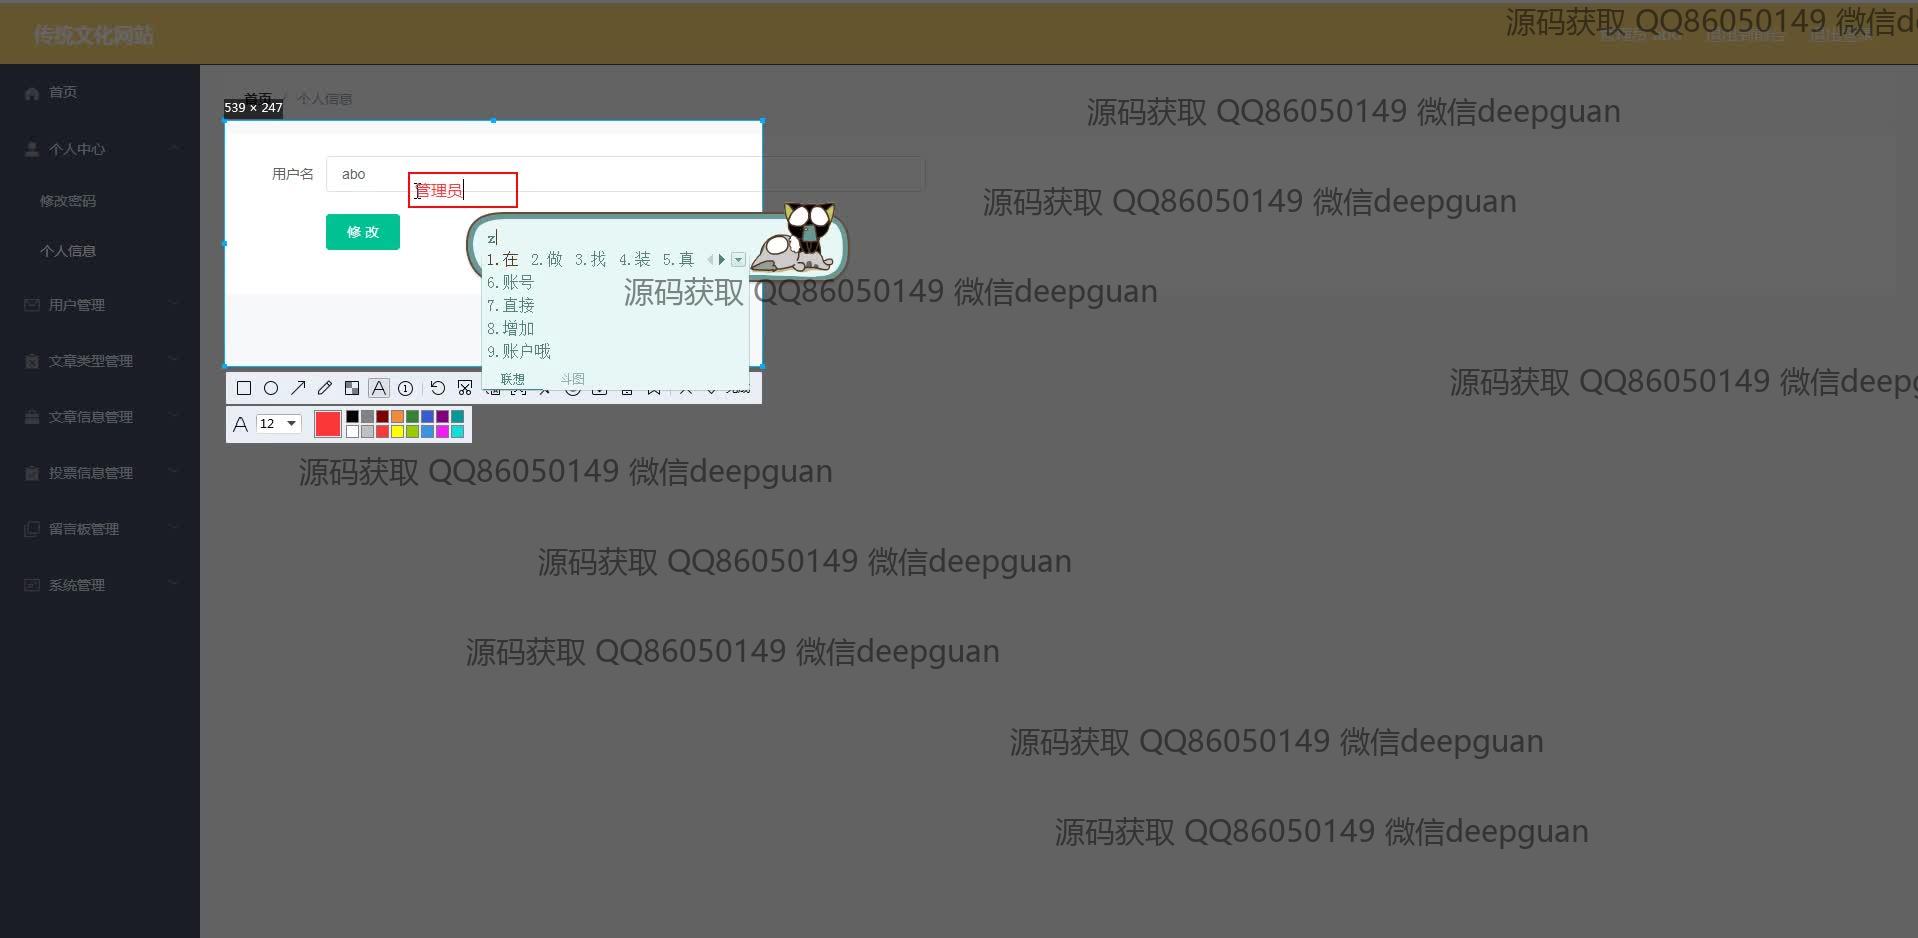 传统文化网站
源码获取 QQ86050149 微信de
首页
539 × 247
首页 / 个人信息
源码获取 QQ86050149 微信deepguan
个人中心
用户名
abo
管理员
修改密码
源码获取 QQ86050149 微信deepguan
修 改
z
个人信息
1.在 2.做 3.找 4.装 5.真
6.账号
源码获取 QQ86050149 微信deepguan
用户管理
7.直接
8.增加
9.账户哦
文章类型管理
联想 斗图
源码获取 QQ86050149 微信deepg
文章信息管理
A 12
投票信息管理
源码获取 QQ86050149 微信deepguan
留言板管理
源码获取 QQ86050149 微信deepguan
系统管理
源码获取 QQ86050149 微信deepguan
源码获取 QQ86050149 微信deepguan
源码获取 QQ86050149 微信deepguan